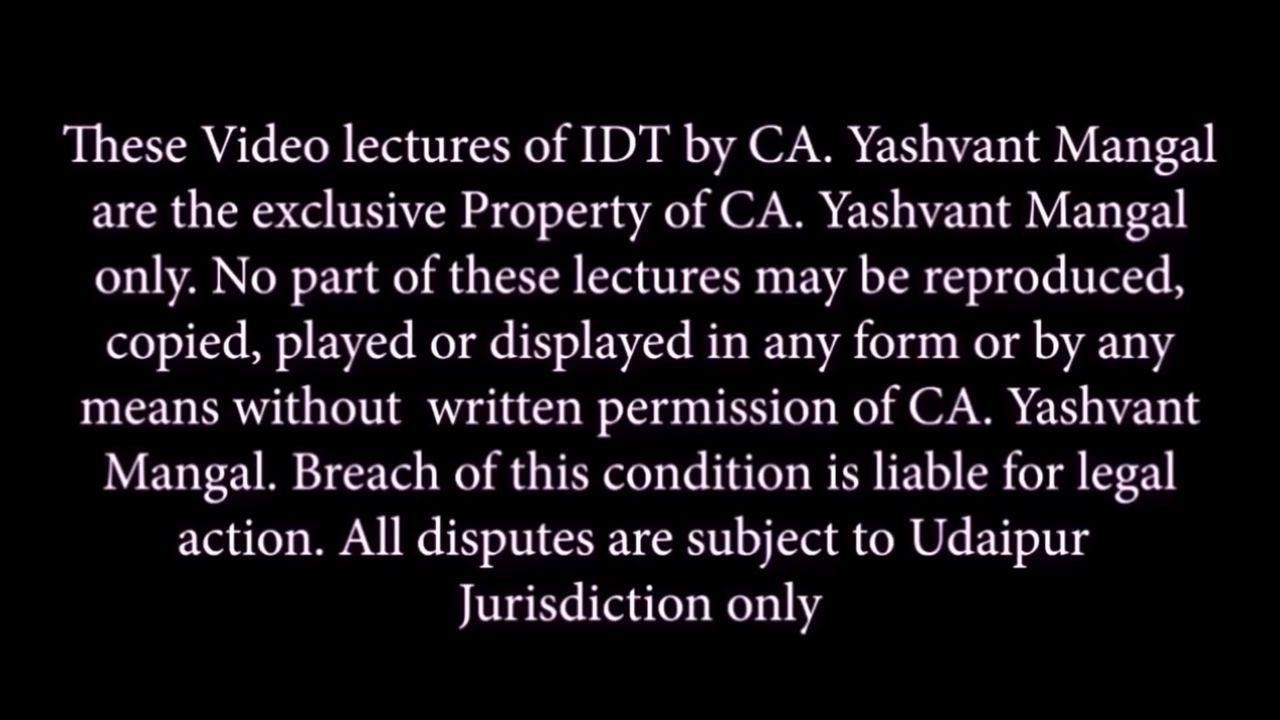 These Video lectures of IDT by CA. Yashvant Mangal
are the exclusive Property of CA. Yashvant Mangal
only. No part of these lectures may be reproduced,
copied, played or displayed in any form or by any
means without  written permission of CA. Yashvant
Mangal. Breach of this condition is liable for legal
action. All disputes are subject to Udaipur
Jurisdiction only